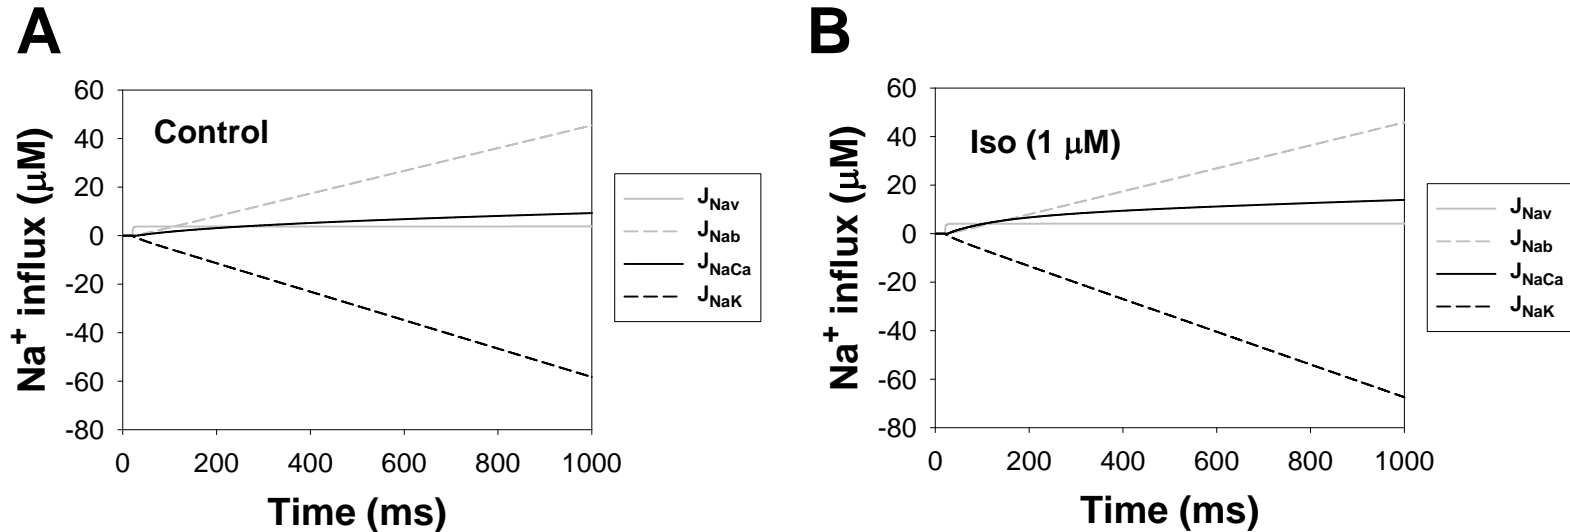 A
Na⁺ influx (μM)
60
40
20
0
-20
-40
-60
-80
Control
0 200 400 600 800 1000
Time (ms)
J_Nav
J_Nab
J_NaCa
J_NaK
B
Na⁺ influx (μM)
60
40
20
0
-20
-40
-60
-80
Iso (1 μM)
0 200 400 600 800 1000
Time (ms)
J_Nav
J_Nab
J_NaCa
J_NaK